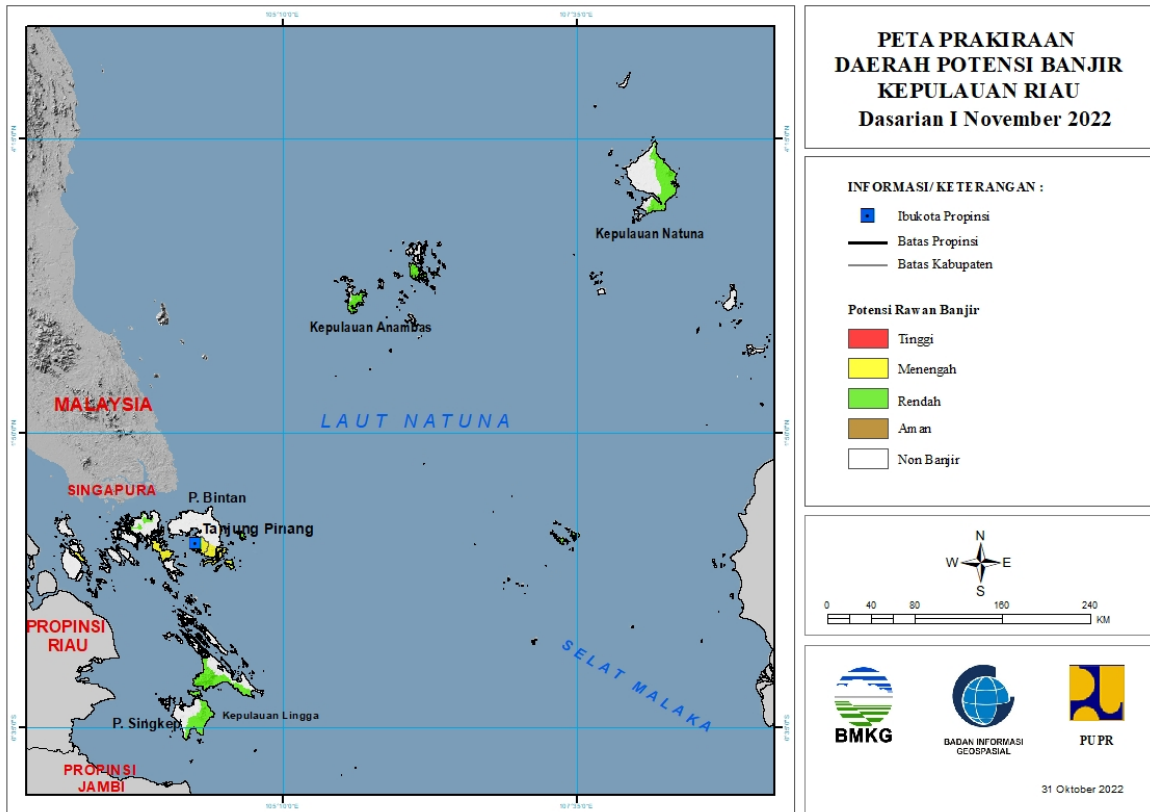 PETA PRAKIRAAN
DAERAH POTENSI BANJIR
KEPULAUAN RIAU
Dasarian I November 2022
INFORMASI/KETERANGAN :
Ibukota Propinsi
Batas Propinsi
Batas Kabupaten
Potensi Rawan Banjir
Tinggi
Menengah
Rendah
Aman
Non Banjir
N
W E
S
0 40 80 160 240
KM
BMKG
BADAN INFORMASI
GEOSPASIAL
PUPR
31 Oktober 2022
Kepulauan Natuna
Kepulauan Anambas
MALAYSIA
LAUT NATUNA
SINGAPURA
P. Bintan
Tanjung Pinang
PROPINSI
RIAU
SELAT MALAKA
Kepulauan Lingga
P. Singkep
PROPINSI
JAMBI